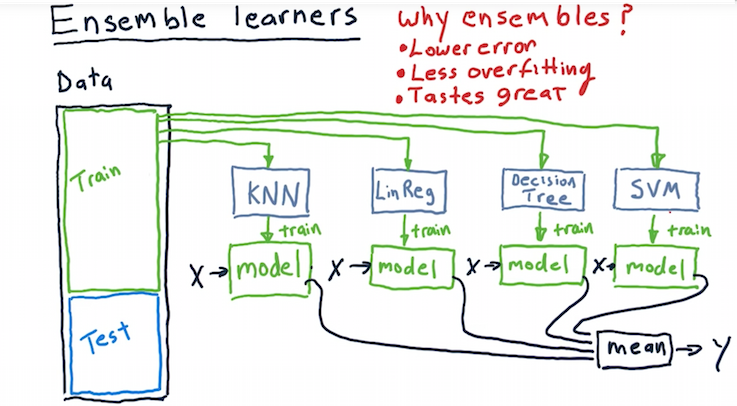 Ensemble learners
Why ensembles?
•Lower error
•Less overfitting
•Tastes great
Data
Train
Test
KNN
LinReg
Decision
Tree
SVM
train
train
train
train
X
model
X
model
X
model
X
model
mean
Y